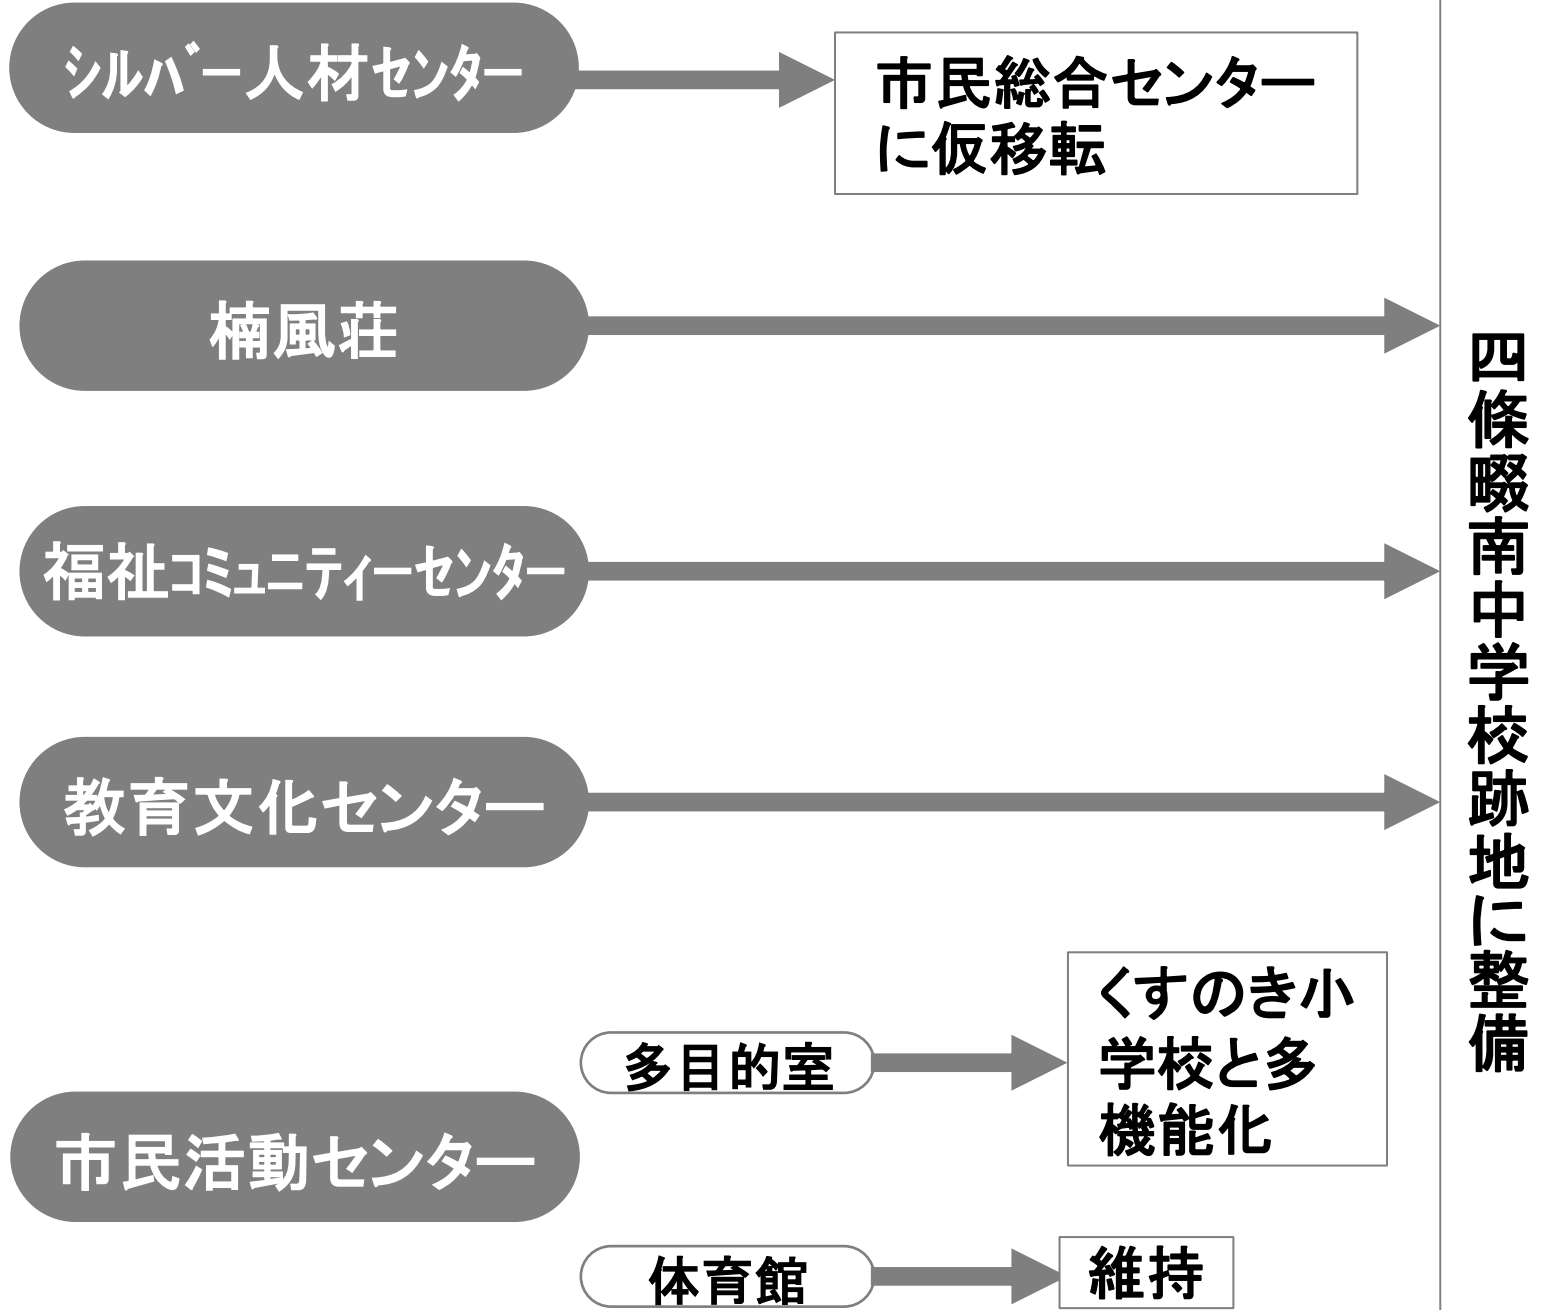 シルバー人材センター
市民総合センター
に仮移転
楠風荘
福祉コミュニティーセンター
教育文化センター
市民活動センター
多目的室
くすのき小
学校と多
機能化
体育館
維持
四條畷南中学校跡地に整備